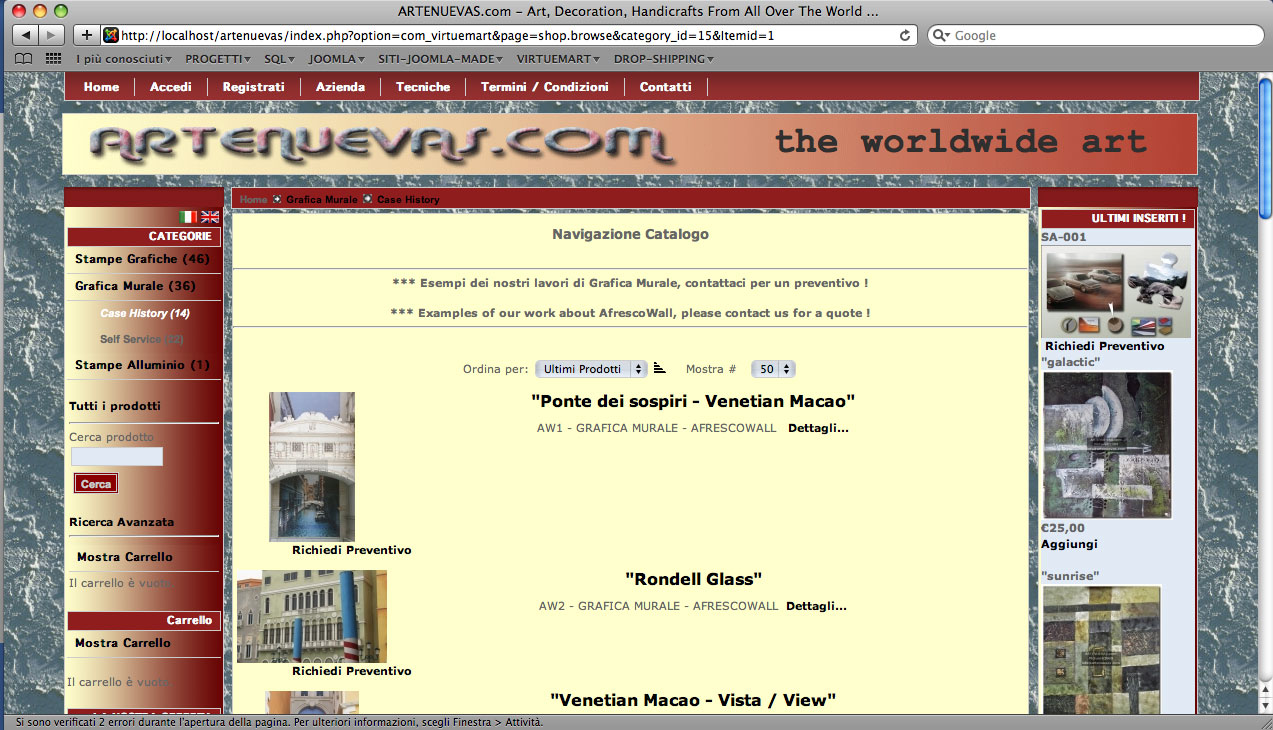 ARTENUEVAS.com – Art, Decoration, Handicrafts From All Over The World ...
http://localhost/artenuevas/index.php?option=com_virtuemart&page=shop.browse&category_id=15&Itemid=1
Google
I più conosciuti PROGETTI SQL JOOMLA SITI-JOOMLA-MADE VIRTUEMART DROP-SHIPPING
Home Accedi Registrati Azienda Tecniche Termini / Condizioni Contatti
ARTENUEVAS.COM the worldwide art
CATEGORIE
Stampe Grafiche (46)
Grafica Murale (36)
Case History (14)
Self Service (22)
Stampe Alluminio (1)
Tutti i prodotti
Cerca prodotto
Cerca
Ricerca Avanzata
Mostra Carrello
Il carrello è vuoto.
Carrello
Mostra Carrello
Il carrello è vuoto.
Home Grafica Murale Case History
Navigazione Catalogo
*** Esempi dei nostri lavori di Grafica Murale, contattaci per un preventivo !
*** Examples of our work about AfrescoWall, please contact us for a quote !
Ordina per: Ultimi Prodotti Mostra # 50
"Ponte dei sospiri - Venetian Macao"
AW1 - GRAFICA MURALE - AFRESCOWALL Dettagli...
Richiedi Preventivo
"Rondell Glass"
AW2 - GRAFICA MURALE - AFRESCOWALL Dettagli...
Richiedi Preventivo
"Venetian Macao - Vista / View"
ULTIMI INSERITI !
SA-001
Richiedi Preventivo
"galactic"
€25,00
Aggiungi
"sunrise"
Si sono verificati 2 errori durante l'apertura della pagina. Per ulteriori informazioni, scegli Finestra > Attività.